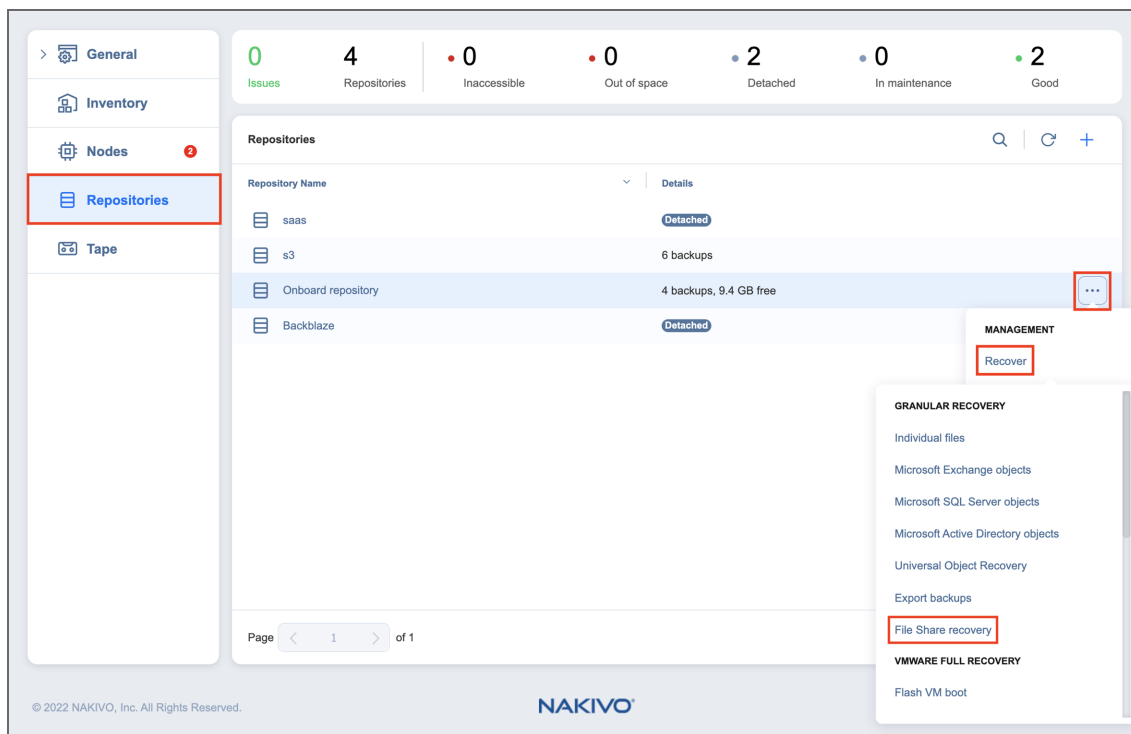 General
Inventory
Nodes 2
Repositories
Tape
0 4 0 0 2 0 2
Issues Repositories Inaccessible Out of space Detached In maintenance Good
Repositories
Repository Name Details
saas Detached
s3 6 backups
Onboard repository 4 backups, 9.4 GB free ...
Backblaze Detached
MANAGEMENT
Recover
GRANULAR RECOVERY
Individual files
Microsoft Exchange objects
Microsoft SQL Server objects
Microsoft Active Directory objects
Universal Object Recovery
Export backups
File Share recovery
VMWARE FULL RECOVERY
Flash VM boot
Page 1 of 1
© 2022 NAKIVO, Inc. All Rights Reserved.
NAKIVO®